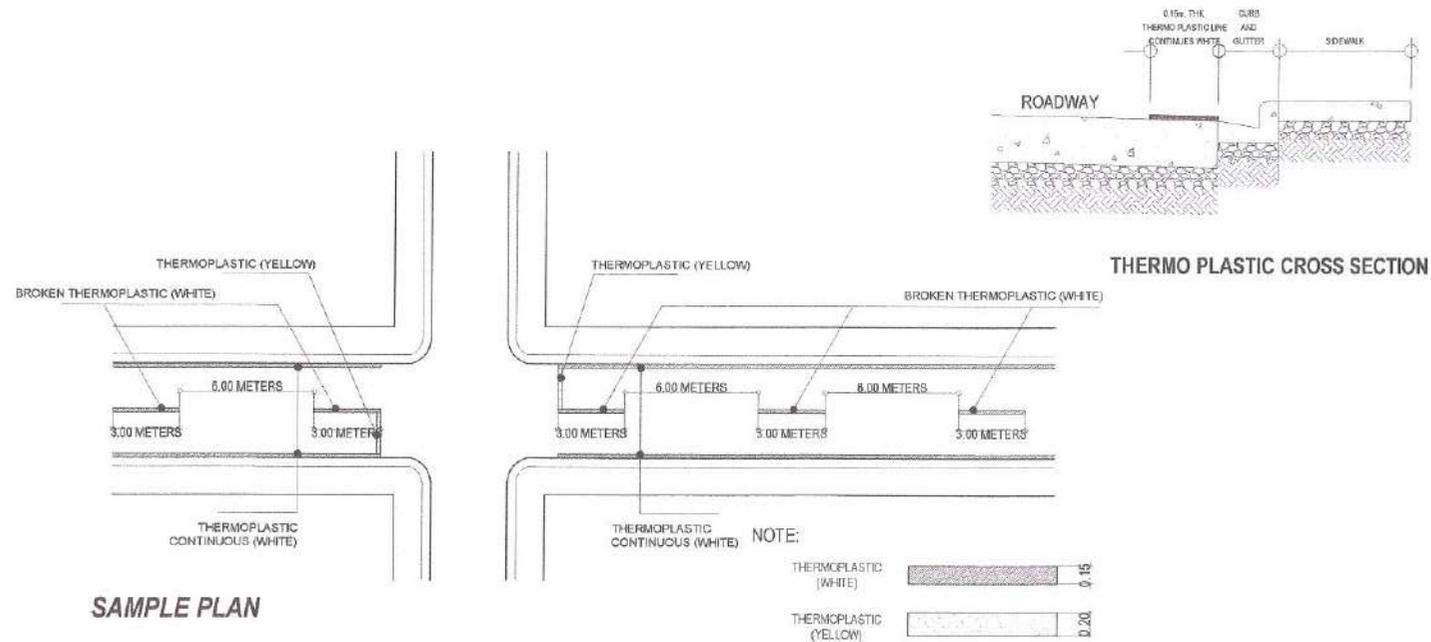 0.15m. THK
THERMO PLASTIC LINE
CONTINUES WHITE
CURB
AND
GUTTER
SIDEWALK
ROADWAY
THERMO PLASTIC CROSS SECTION
THERMOPLASTIC (YELLOW)
BROKEN THERMOPLASTIC (WHITE)
THERMOPLASTIC (YELLOW)
BROKEN THERMOPLASTIC (WHITE)
6.00 METERS
6.00 METERS
6.00 METERS
3.00 METERS
3.00 METERS
3.00 METERS
3.00 METERS
3.00 METERS
THERMOPLASTIC
CONTINUOUS (WHITE)
THERMOPLASTIC
CONTINUOUS (WHITE)
NOTE:
THERMOPLASTIC
(WHITE)
0.15
THERMOPLASTIC
(YELLOW)
0.20
SAMPLE PLAN